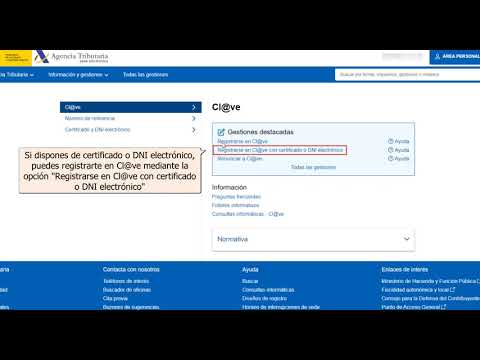 Agencia Tributaria
ÁREA PERSONAL
Tributaria
Información y gestiones
Todas las gestiones
Buscar por
Cl@ve
Número de referencia
Certificado y DNI electrónico
Cl@ve
Gestiones destacadas
Registrarse en Cl@ve
Ayuda
Registrarse en Cl@ve con certificado o DNI electrónico
Ayuda
Renunciar a Cl@ve
Ayuda
Todas las gestiones
Si dispones de certificado o DNI electrónico,
puedes registrarte en Cl@ve mediante la
opción "Registrarse en Cl@ve con certificado
o DNI electrónico"
Información
Preguntas frecuentes
Folletos informativos
Consultas informáticas - Cl@ve
Normativa
Contacta con nosotros
Teléfonos de interés
Buscador de oficinas
Cita previa
Buzones de sugerencias
Ayuda
Buscar
Consultas informáticas
Diseños de registro
Horario de interrupciones de sede
Enlaces de interés
Ministerio de Hacienda y Función Pública
Fiscalidad autonómica y local
Consejo para la Defensa del Contribuyente
Punto de Acceso General